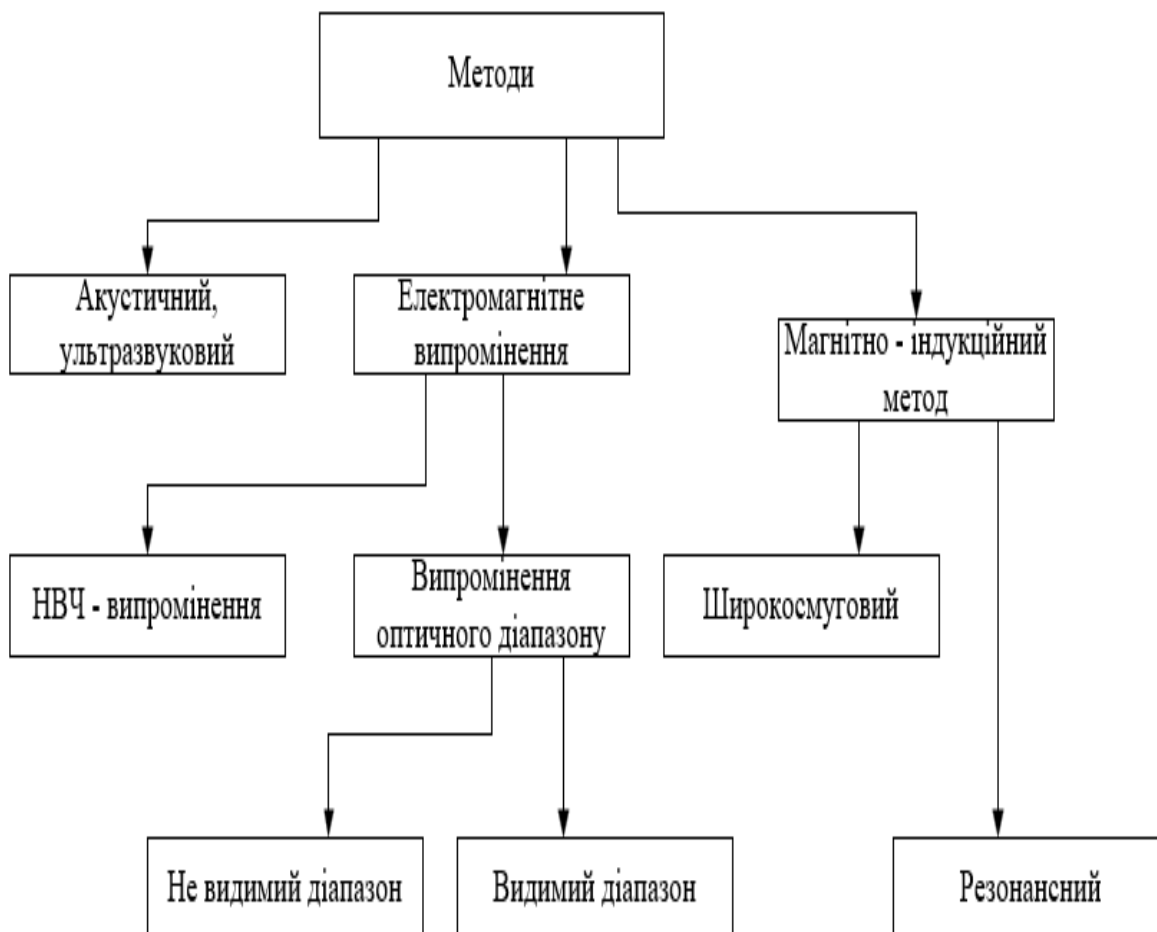 Методи
Акустичний,
ультразвуковий
Електромагнітне
випромінення
Магнітно - індукційний
метод
НВЧ - випромінення
Випромінення
оптичного діапазону
Широкосмуговий
Не видимий діапазон
Видимий діапазон
Резонансний